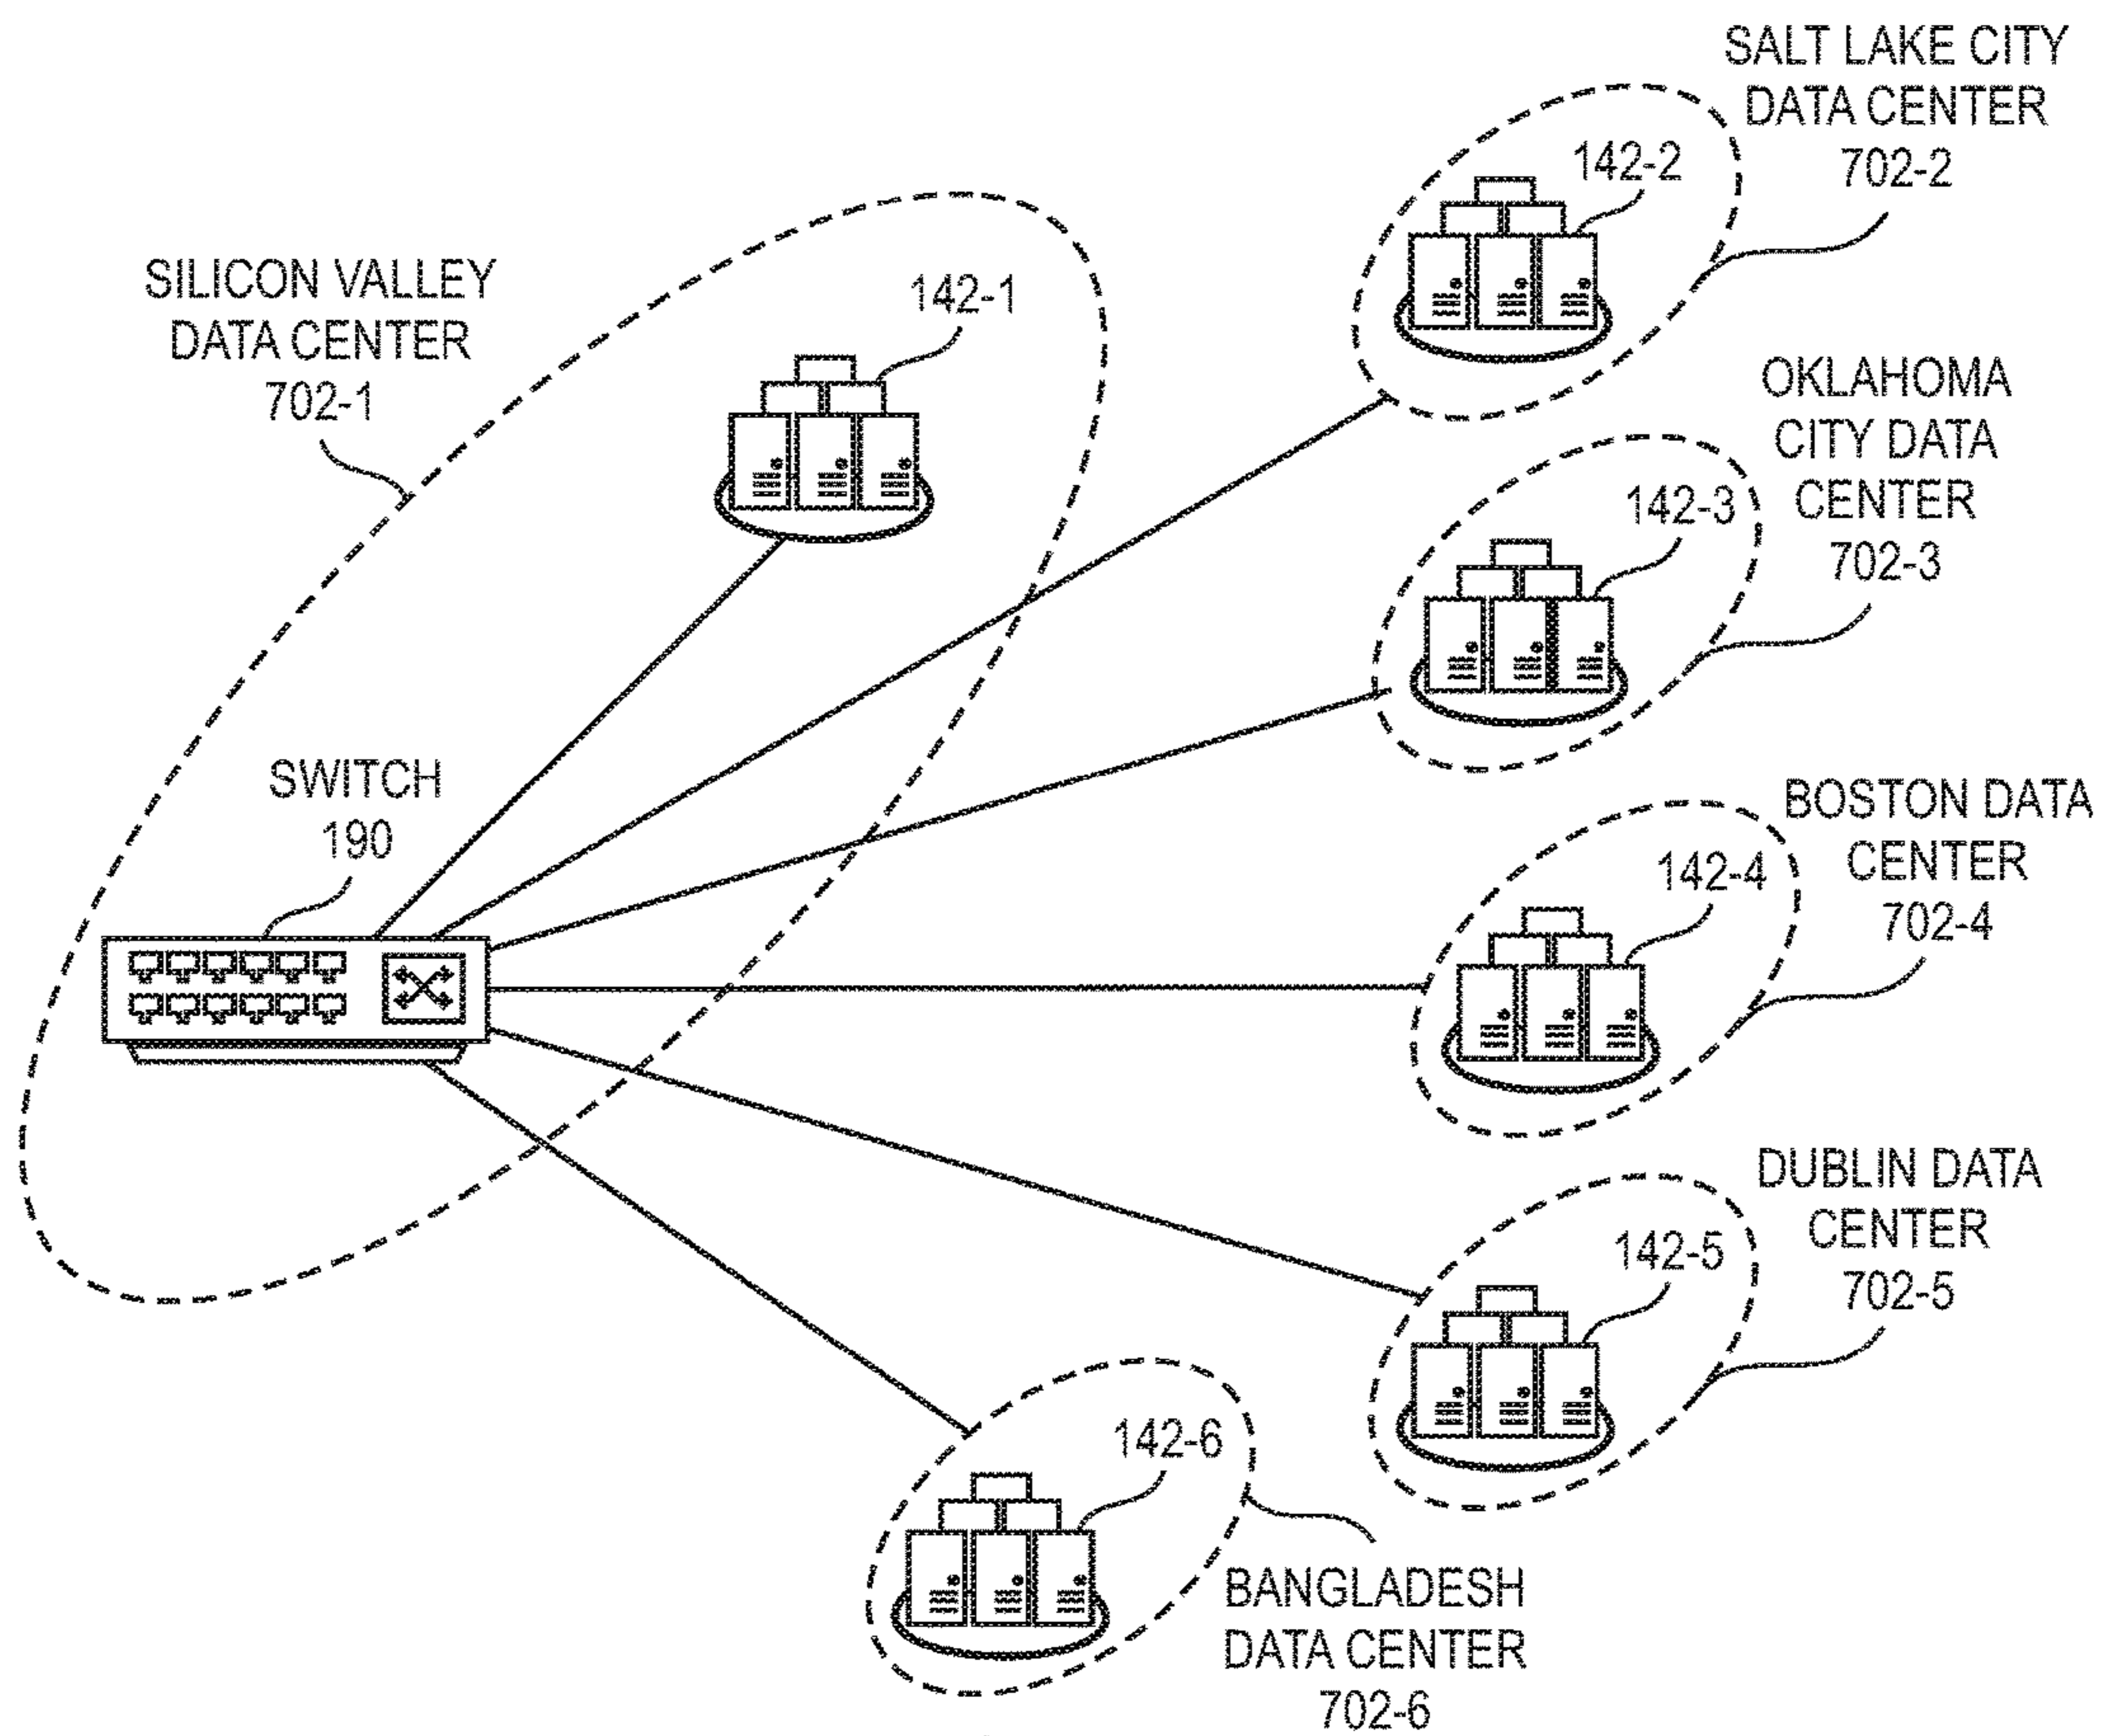 SALT LAKE CITY
DATA CENTER
702-2
142-2
SILICON VALLEY
DATA CENTER
702-1
142-1
OKLAHOMA
CITY DATA
CENTER
702-3
142-3
SWITCH
190
BOSTON DATA
CENTER
702-4
142-4
DUBLIN DATA
CENTER
702-5
142-5
142-6
BANGLADESH
DATA CENTER
702-6